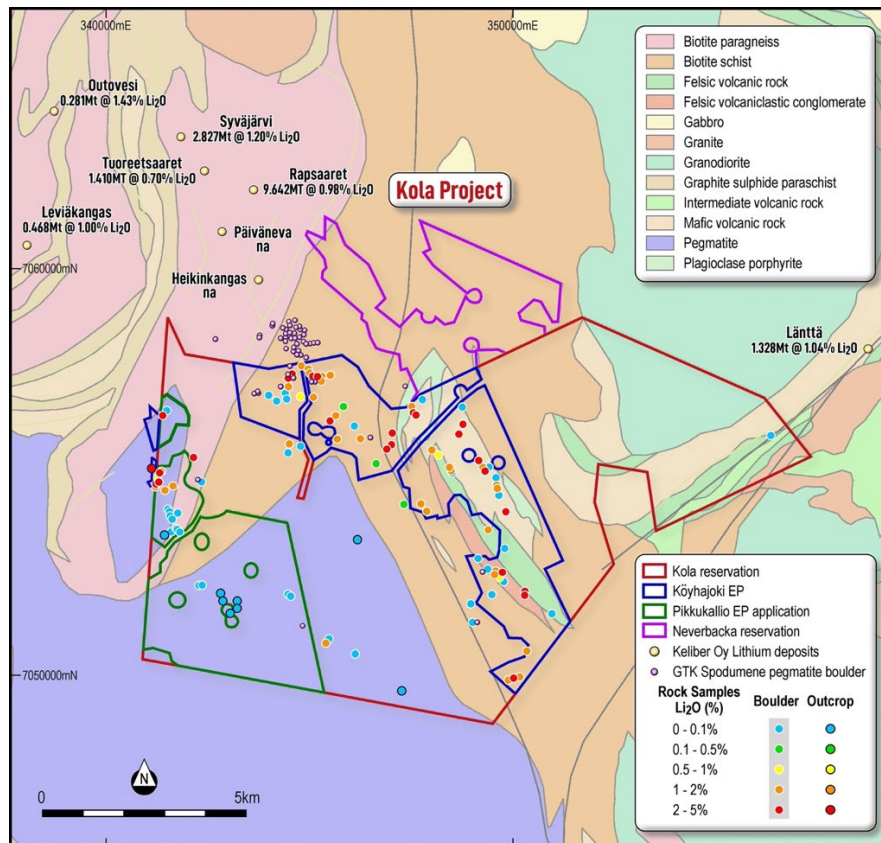 340000mE
350000mE
Outovesi
0.281Mt @ 1.43% Li2O
Syväjärvi
2.827Mt @ 1.20% Li2O
Tuoreetsaaret
1.410MT @ 0.70% Li2O
Rapsaaret
9.642MT @ 0.98% Li2O
Leviäkangas
0.468Mt @ 1.00% Li2O
Päiväneva
na
Heikinkangas
na
7060000mN
Kola Project
Biotite paragneiss
Biotite schist
Felsic volcanic rock
Felsic volcaniclastic conglomerate
Gabbro
Granite
Granodiorite
Graphite sulphide paraschist
Intermediate volcanic rock
Mafic volcanic rock
Pegmatite
Plagioclase porphyrite
Länttä
1.328Mt @ 1.04% Li2O
7050000mN
N
0 5km
Kola reservation
Köyhajoki EP
Pikkukallio EP application
Neverbacka reservation
Keliber Oy Lithium deposits
GTK Spodumene pegmatite boulder
Rock Samples
Li2O (%) Boulder Outcrop
0 - 0.1%
0.1 - 0.5%
0.5 - 1%
1 - 2%
2 - 5%